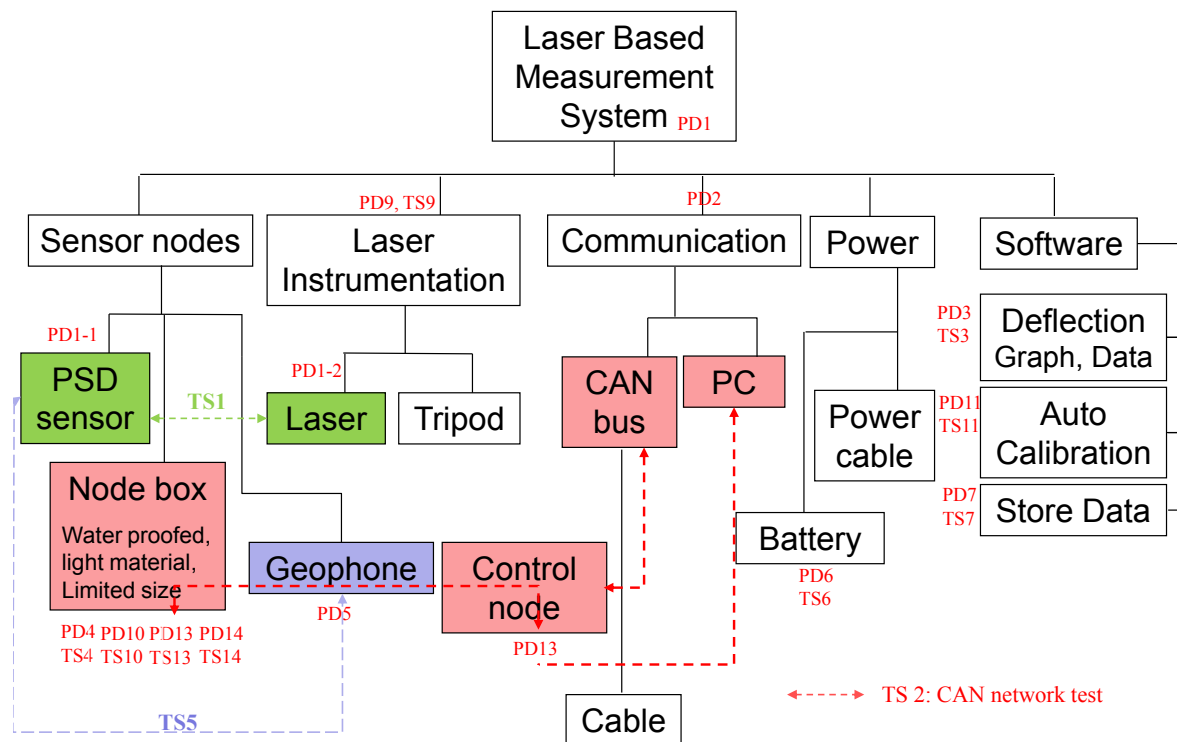 Laser Based
Measurement
System PD1
PD9, TS9
PD2
Sensor nodes
Laser
Instrumentation
Communication
Power
Software
PD1-1
PSD
sensor
TS1
PD1-2
Laser
Tripod
CAN
bus
PC
Power
cable
PD3
TS3
Deflection
Graph, Data
PD11
TS11
Auto
Calibration
PD7
TS7
Store Data
Node box
Water proofed,
light material,
Limited size
Geophone
Control
node
Battery
PD6
TS6
PD5
PD13
PD4 PD10 PD13 PD14
TS4 TS10 TS13 TS14
TS5
Cable
TS 2: CAN network test